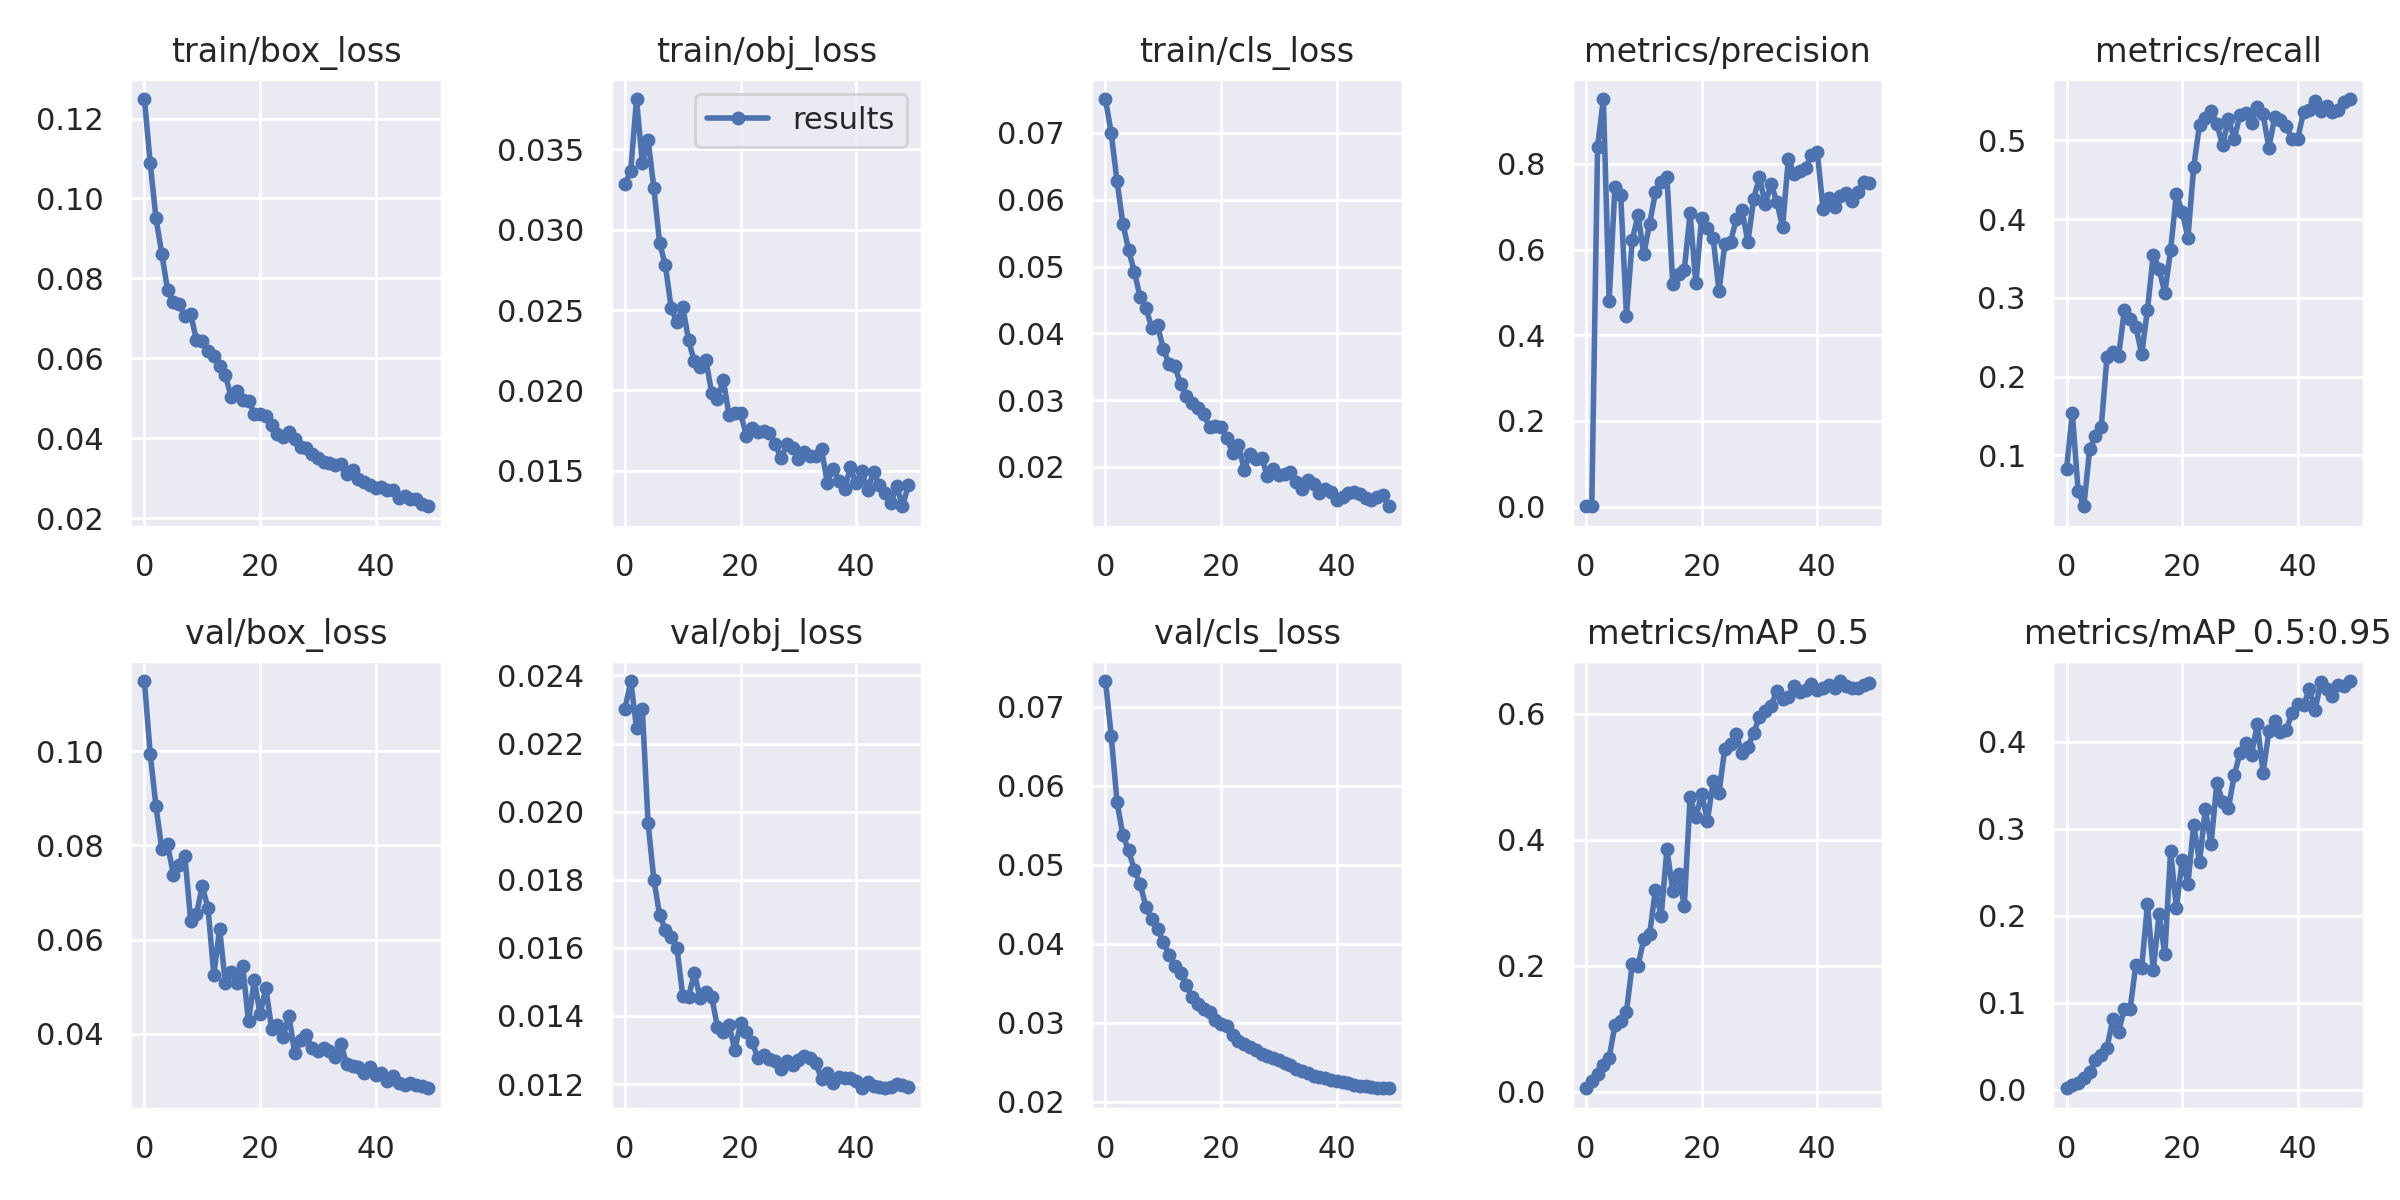 train/box_loss
train/obj_loss
train/cls_loss
metrics/precision
metrics/recall
0.12
0.10
0.08
0.06
0.04
0.02
0 20 40
results
0.035
0.030
0.025
0.020
0.015
0 20 40
0.07
0.06
0.05
0.04
0.03
0.02
0 20 40
0.8
0.6
0.4
0.2
0.0
0 20 40
0.5
0.4
0.3
0.2
0.1
0 20 40
val/box_loss
val/obj_loss
val/cls_loss
metrics/mAP_0.5
metrics/mAP_0.5:0.95
0.10
0.08
0.06
0.04
0 20 40
0.024
0.022
0.020
0.018
0.016
0.014
0.012
0 20 40
0.07
0.06
0.05
0.04
0.03
0.02
0 20 40
0.6
0.4
0.2
0.0
0 20 40
0.4
0.3
0.2
0.1
0.0
0 20 40